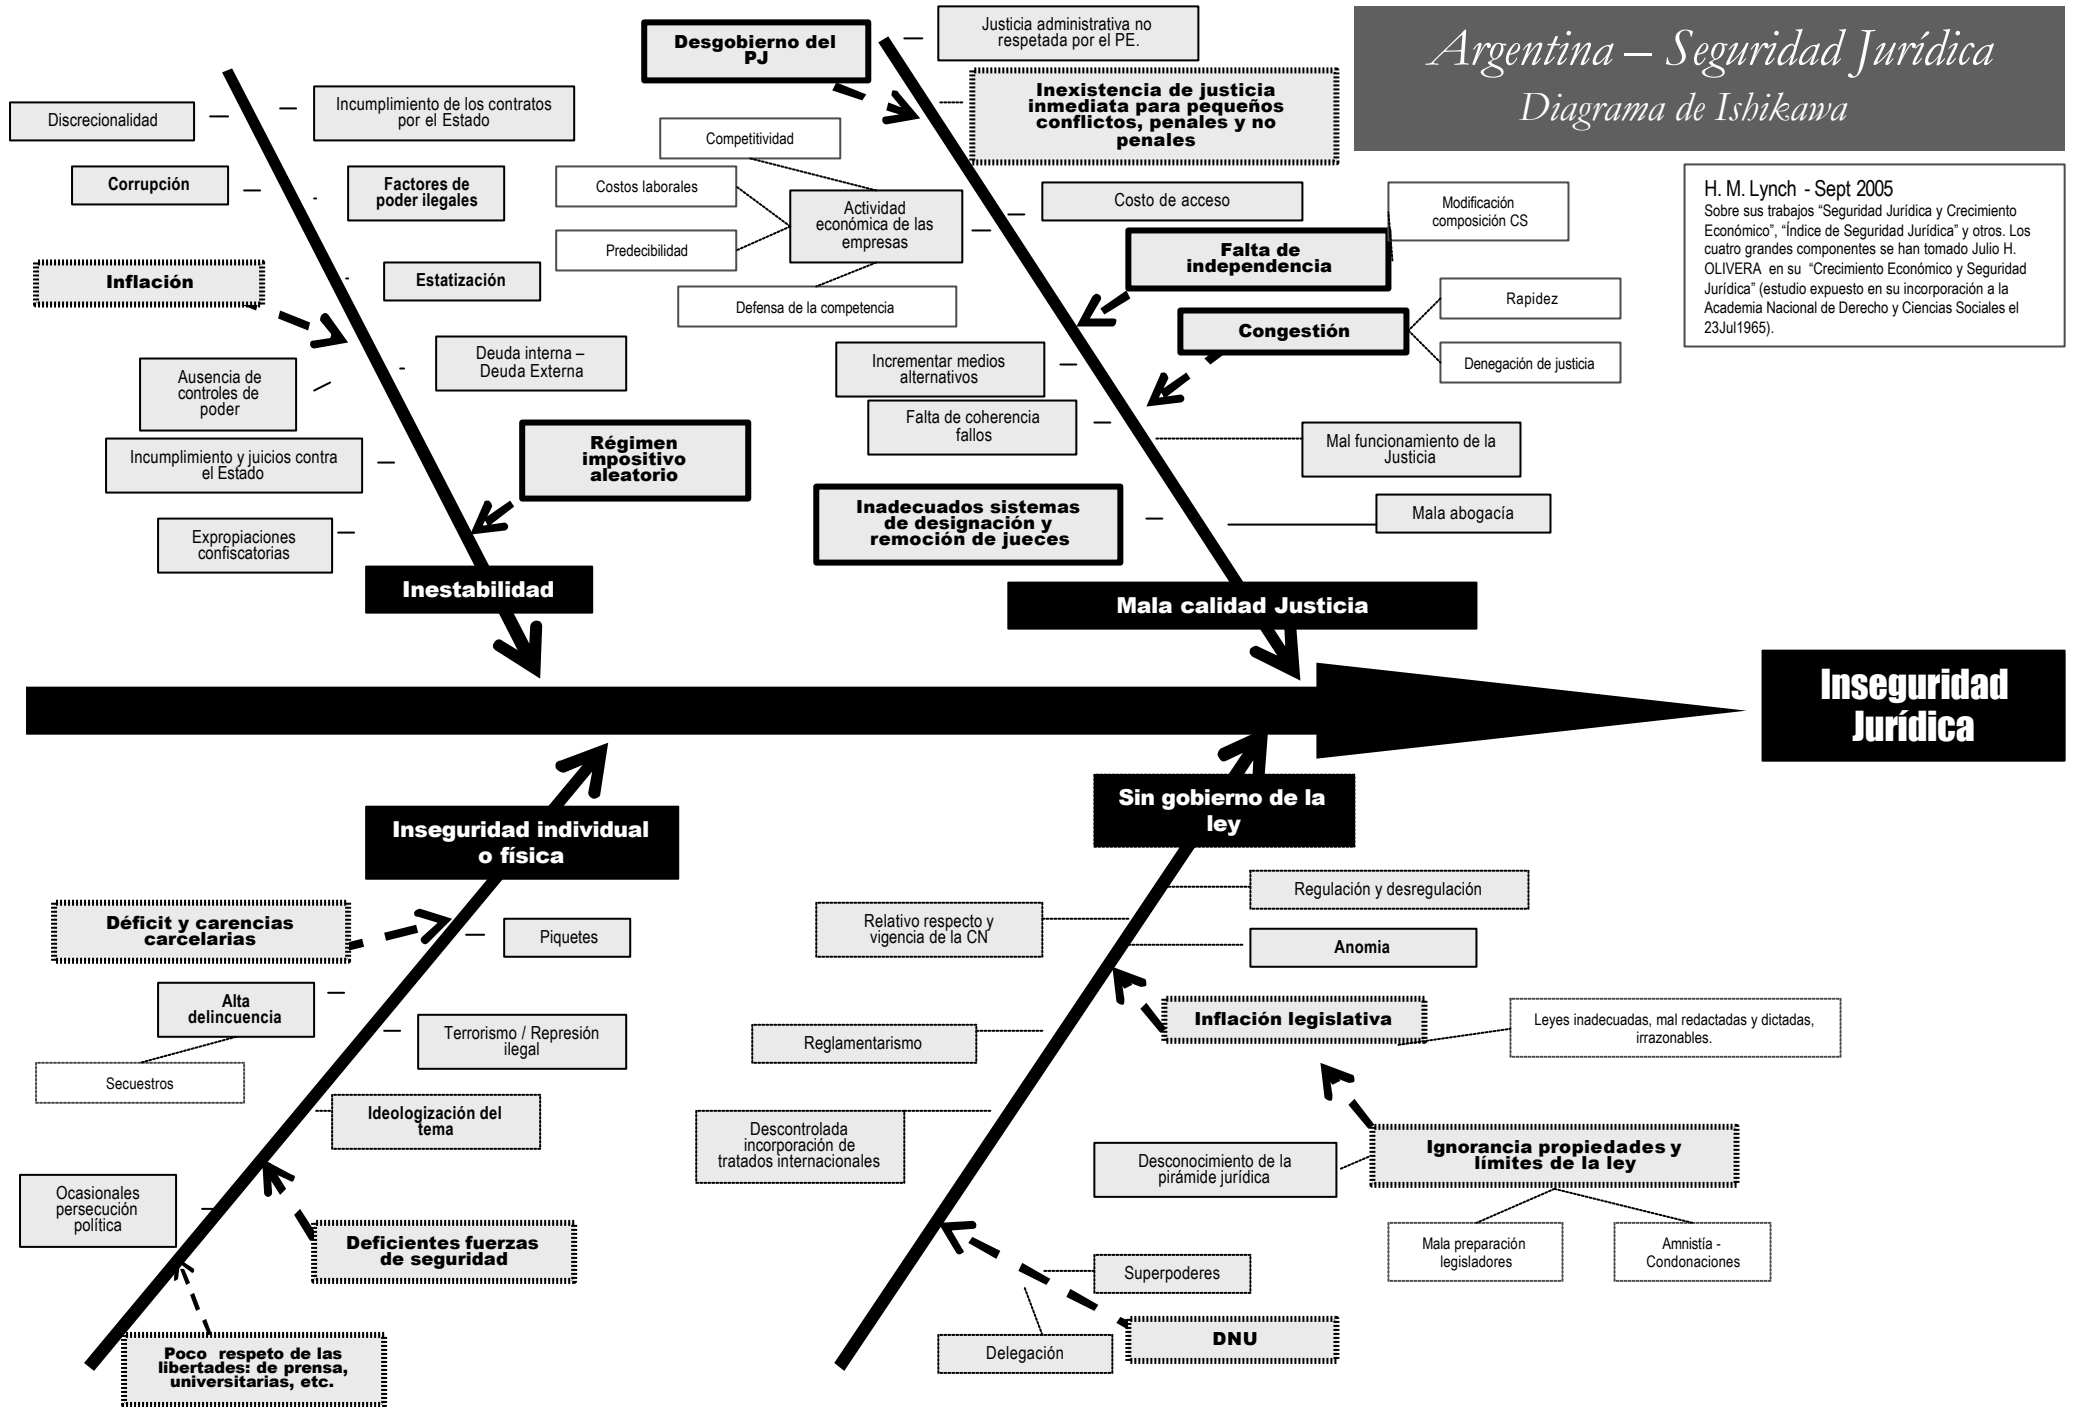 Argentina – Seguridad Jurídica
Diagrama de Ishikawa
H. M. Lynch - Sept 2005
Sobre sus trabajos “Seguridad Jurídica y Crecimiento
Económico”, “Índice de Seguridad Jurídica” y otros. Los
cuatro grandes componentes se han tomado Julio H.
OLIVERA en su “Crecimiento Económico y Seguridad
Jurídica” (estudio expuesto en su incorporación a la
Academia Nacional de Derecho y Ciencias Sociales el
23Jul1965).
Discrecionalidad
Incumplimiento de los contratos
por el Estado
Corrupción
Factores de
poder ilegales
Inflación
Estatización
Deuda interna –
Deuda Externa
Ausencia de
controles de
poder
Régimen
impositivo
aleatorio
Incumplimiento y juicios contra
el Estado
Expropiaciones
confiscatorias
Inestabilidad
Desgobierno del
PJ
Justicia administrativa no
respetada por el PE.
Inexistencia de justicia
inmediata para pequeños
conflictos, penales y no
penales
Competitividad
Costos laborales
Predecibilidad
Defensa de la competencia
Actividad
económica de las
empresas
Costo de acceso
Modificación
composición CS
Falta de
independencia
Congestión
Rapidez
Denegación de justicia
Incrementar medios
alternativos
Falta de coherencia
fallos
Mal funcionamiento de la
Justicia
Inadecuados sistemas
de designación y
remoción de jueces
Mala abogacía
Mala calidad Justicia
Inseguridad
Jurídica
Inseguridad individual
o física
Déficit y carencias
carcelarias
Piquetes
Alta
delincuencia
Secuestros
Terrorismo / Represión
ilegal
Ideologización del
tema
Ocasionales
persecución
política
Deficientes fuerzas
de seguridad
Poco respeto de las
libertades: de prensa,
universitarias, etc.
Sin gobierno de la
ley
Regulación y desregulación
Relativo respecto y
vigencia de la CN
Anomia
Inflación legislativa
Leyes inadecuadas, mal redactadas y dictadas,
irrazonables.
Reglamentarismo
Descontrolada
incorporación de
tratados internacionales
Desconocimiento de la
pirámide jurídica
Ignorancia propiedades y
límites de la ley
Mala preparación
legisladores
Amnistía -
Condonaciones
Superpoderes
Delegación
DNU